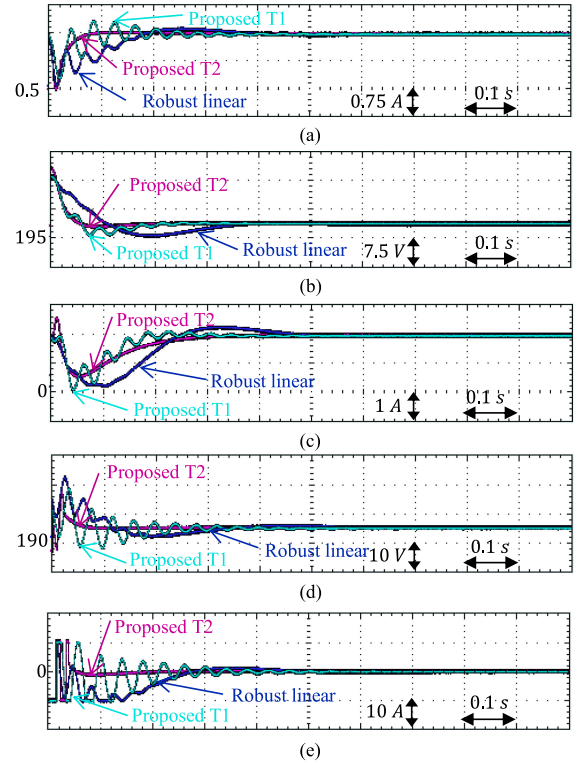 Proposed T1
Proposed T2
0.5
Robust linear
0.75 A
0.1 s
(a)
Proposed T2
195
Proposed T1
Robust linear
7.5 V
0.1 s
(b)
Proposed T2
Robust linear
0
Proposed T1
1 A
0.1 s
(c)
Proposed T2
190
Proposed T1
Robust linear
10 V
0.1 s
(d)
Proposed T2
0
Robust linear
Proposed T1
10 A
0.1 s
(e)